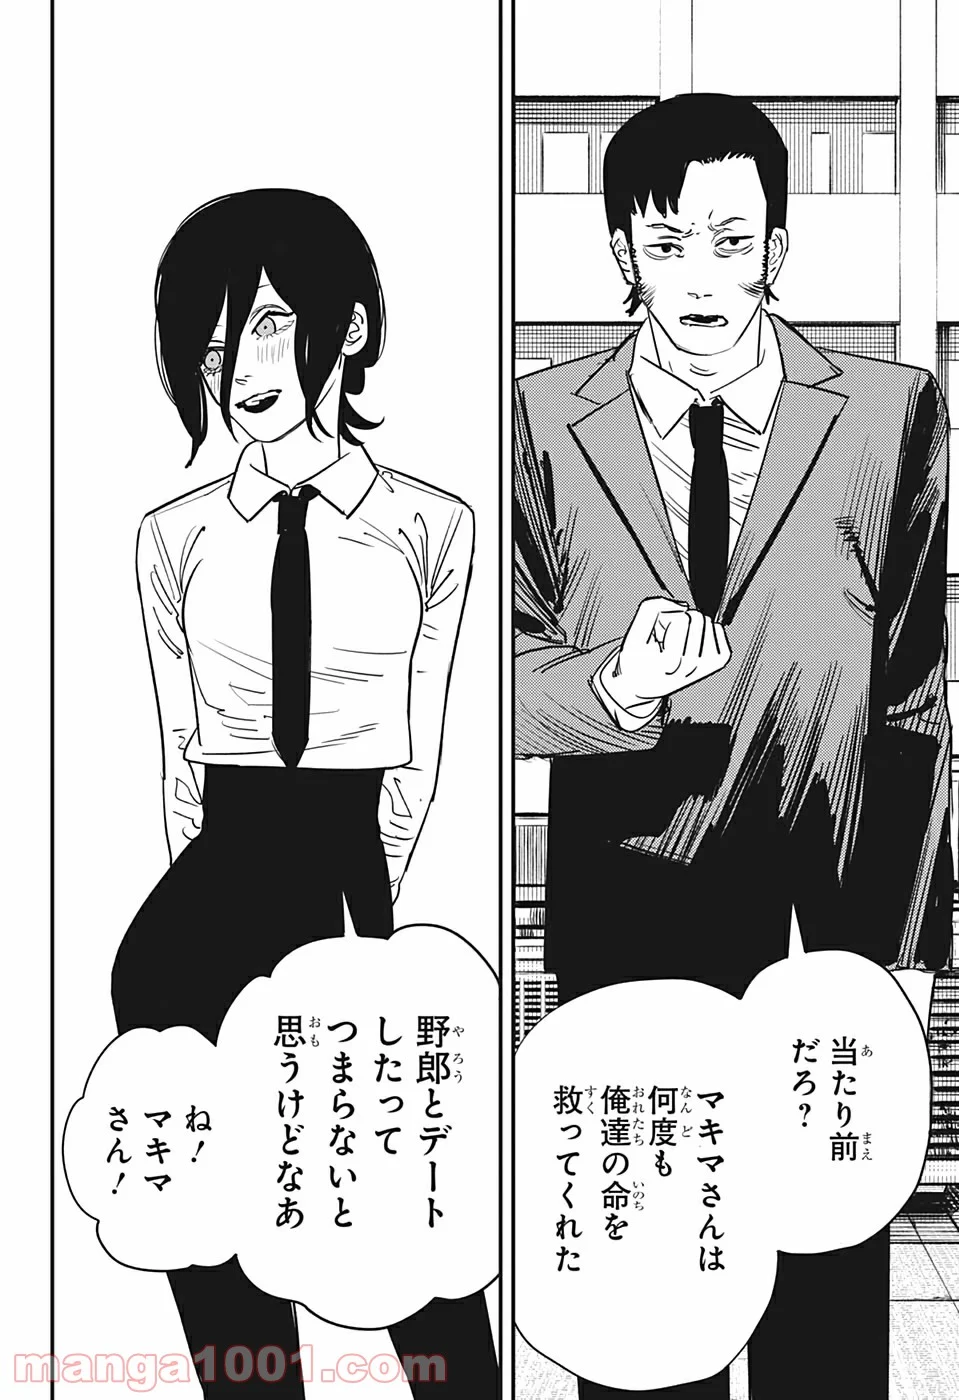 当たり前
だろ?
マキマさんは
何度も
俺達の命を
救ってくれた
野郎とデート
したって
つまらないと
思うけどなあ
ね!
マキマ
さん!
manga1001.com